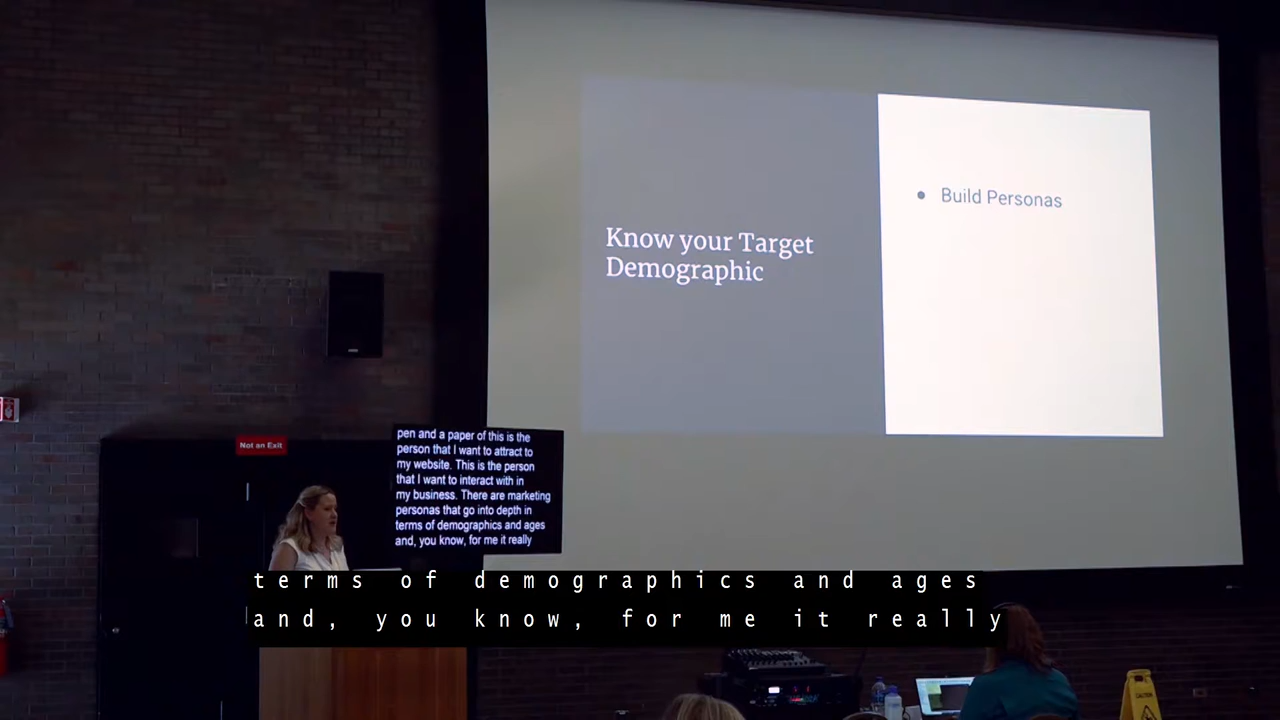 Know your Target
Demographic
• Build Personas
Not an Exit
pen and a paper of this is the
person that I want to attract to
my website. This is the person
that I want to interact with in
my business. There are marketing
personas that go into depth in
terms of demographics and ages
and, you know, for me it really
terms of demographics and ages
and, you know, for me it really
CAUTION